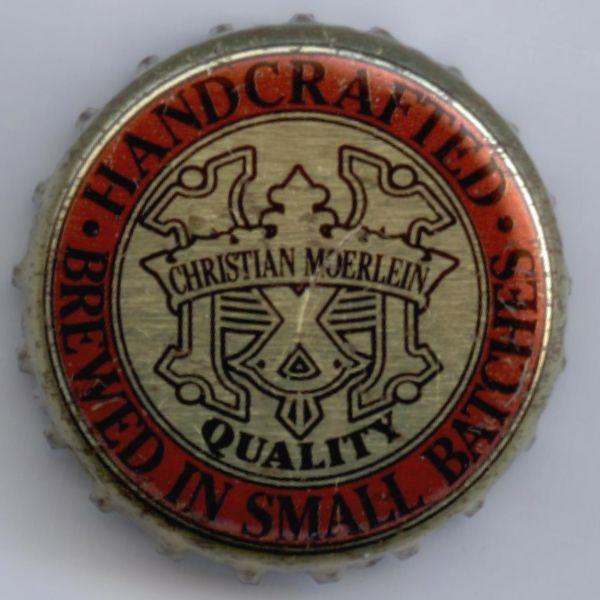 HANDCRAFTED
CHRISTIAN MOERLEIN
QUALITY
• BREWED IN SMALL BATCHES •